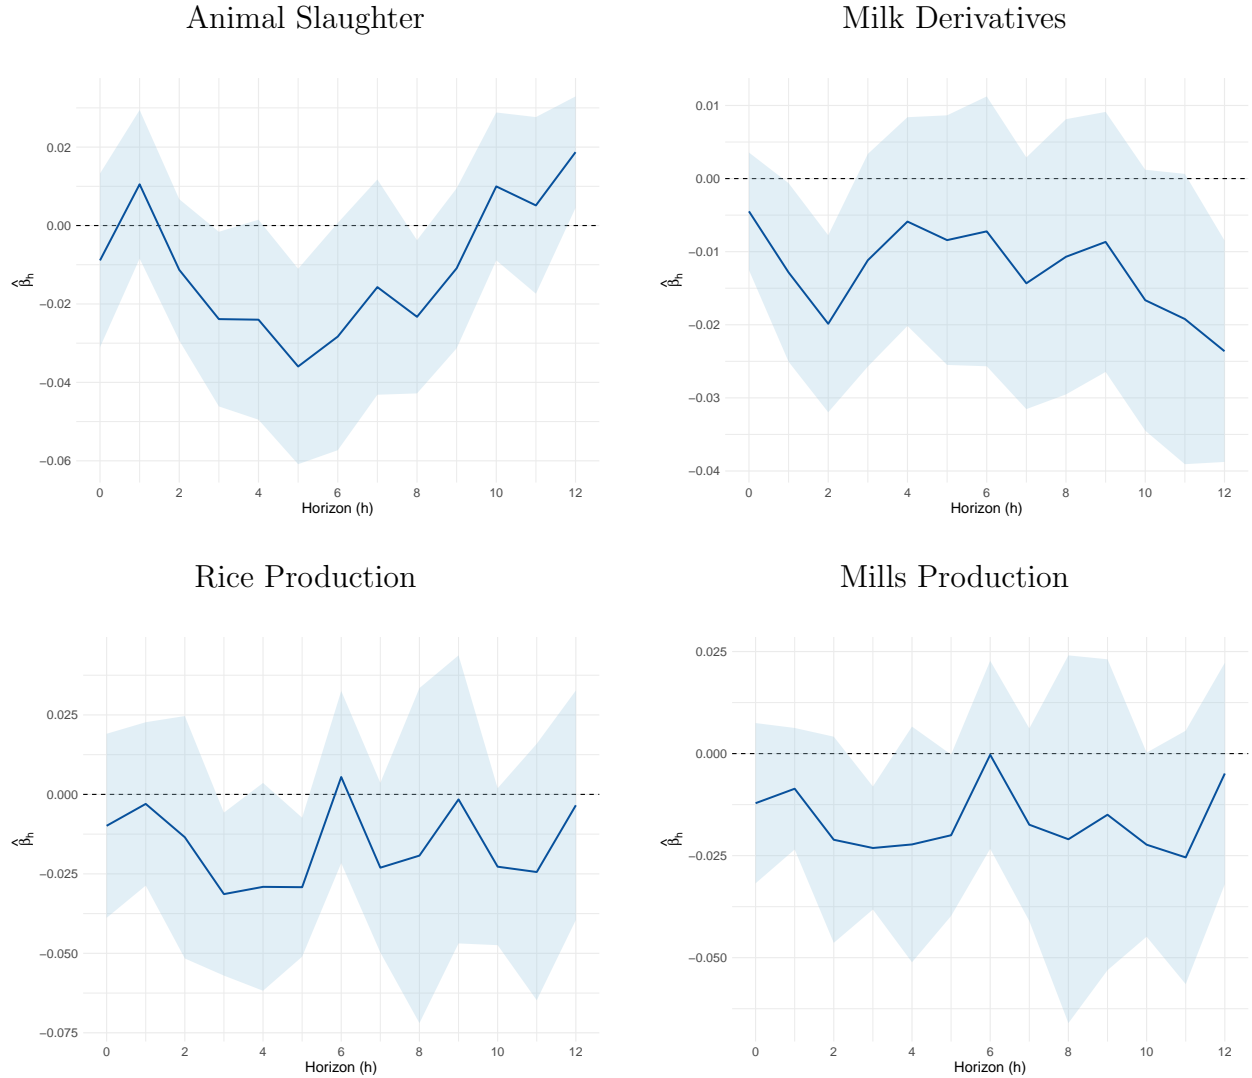 Animal Slaughter
0.02
0.00
−0.02
−0.04
−0.06
β̂h
0 2 4 6 8 10 12
Horizon (h)
Milk Derivatives
0.01
0.00
−0.01
−0.02
−0.03
−0.04
β̂h
0 2 4 6 8 10 12
Horizon (h)
Rice Production
0.025
0.000
−0.025
−0.050
−0.075
β̂h
0 2 4 6 8 10 12
Horizon (h)
Mills Production
0.025
0.000
−0.025
−0.050
β̂h
0 2 4 6 8 10 12
Horizon (h)